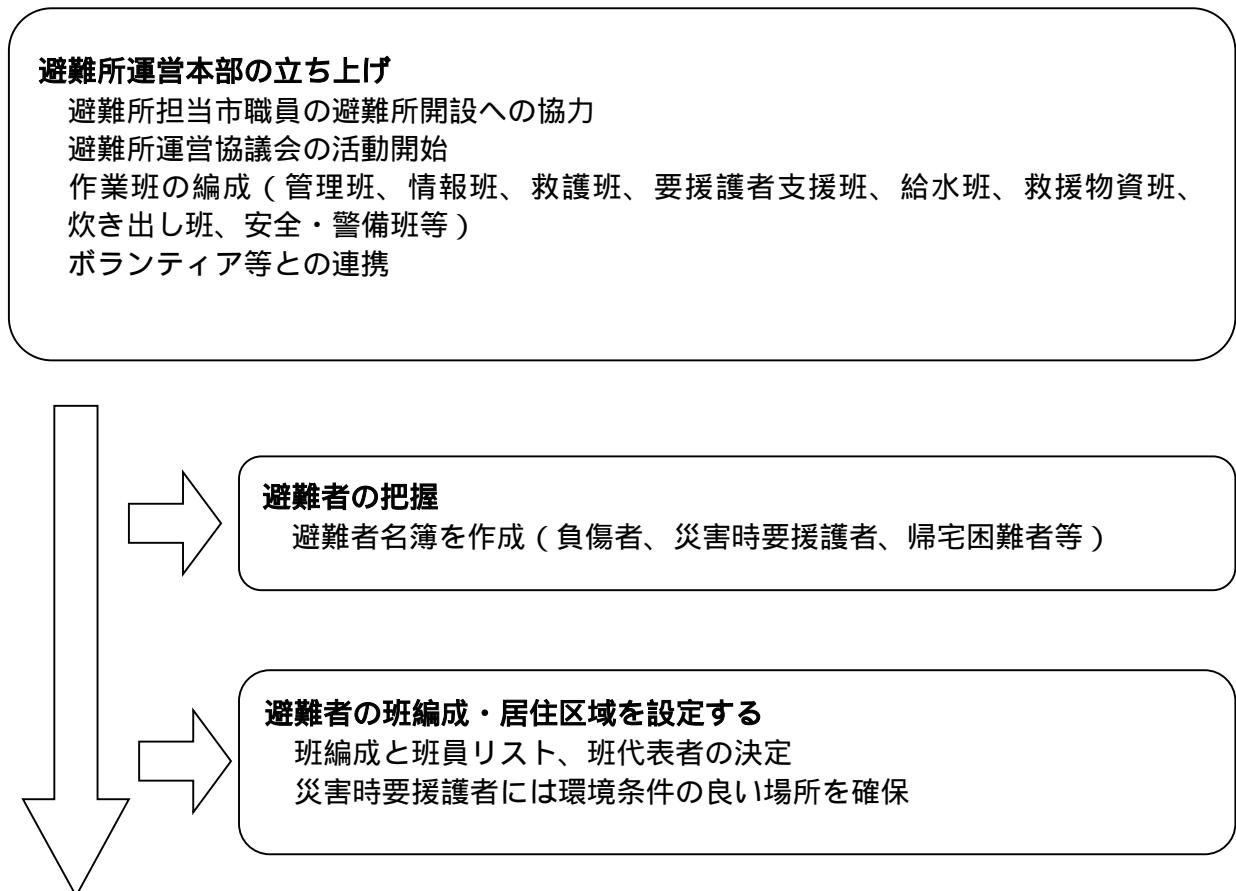 避難所運営本部の立ち上げ
避難所担当市職員の避難所開設への協力
避難所運営協議会の活動開始
作業班の編成（管理班、情報班、救護班、要援護者支援班、給水班、救援物資班、
炊き出し班、安全・警備班等）
ボランティア等との連携
避難者の把握
避難者名簿を作成（負傷者、災害時要援護者、帰宅困難者等）
避難者の班編成・居住区域を設定する
班編成と班員リスト、班代表者の決定
災害時要援護者には環境条件の良い場所を確保